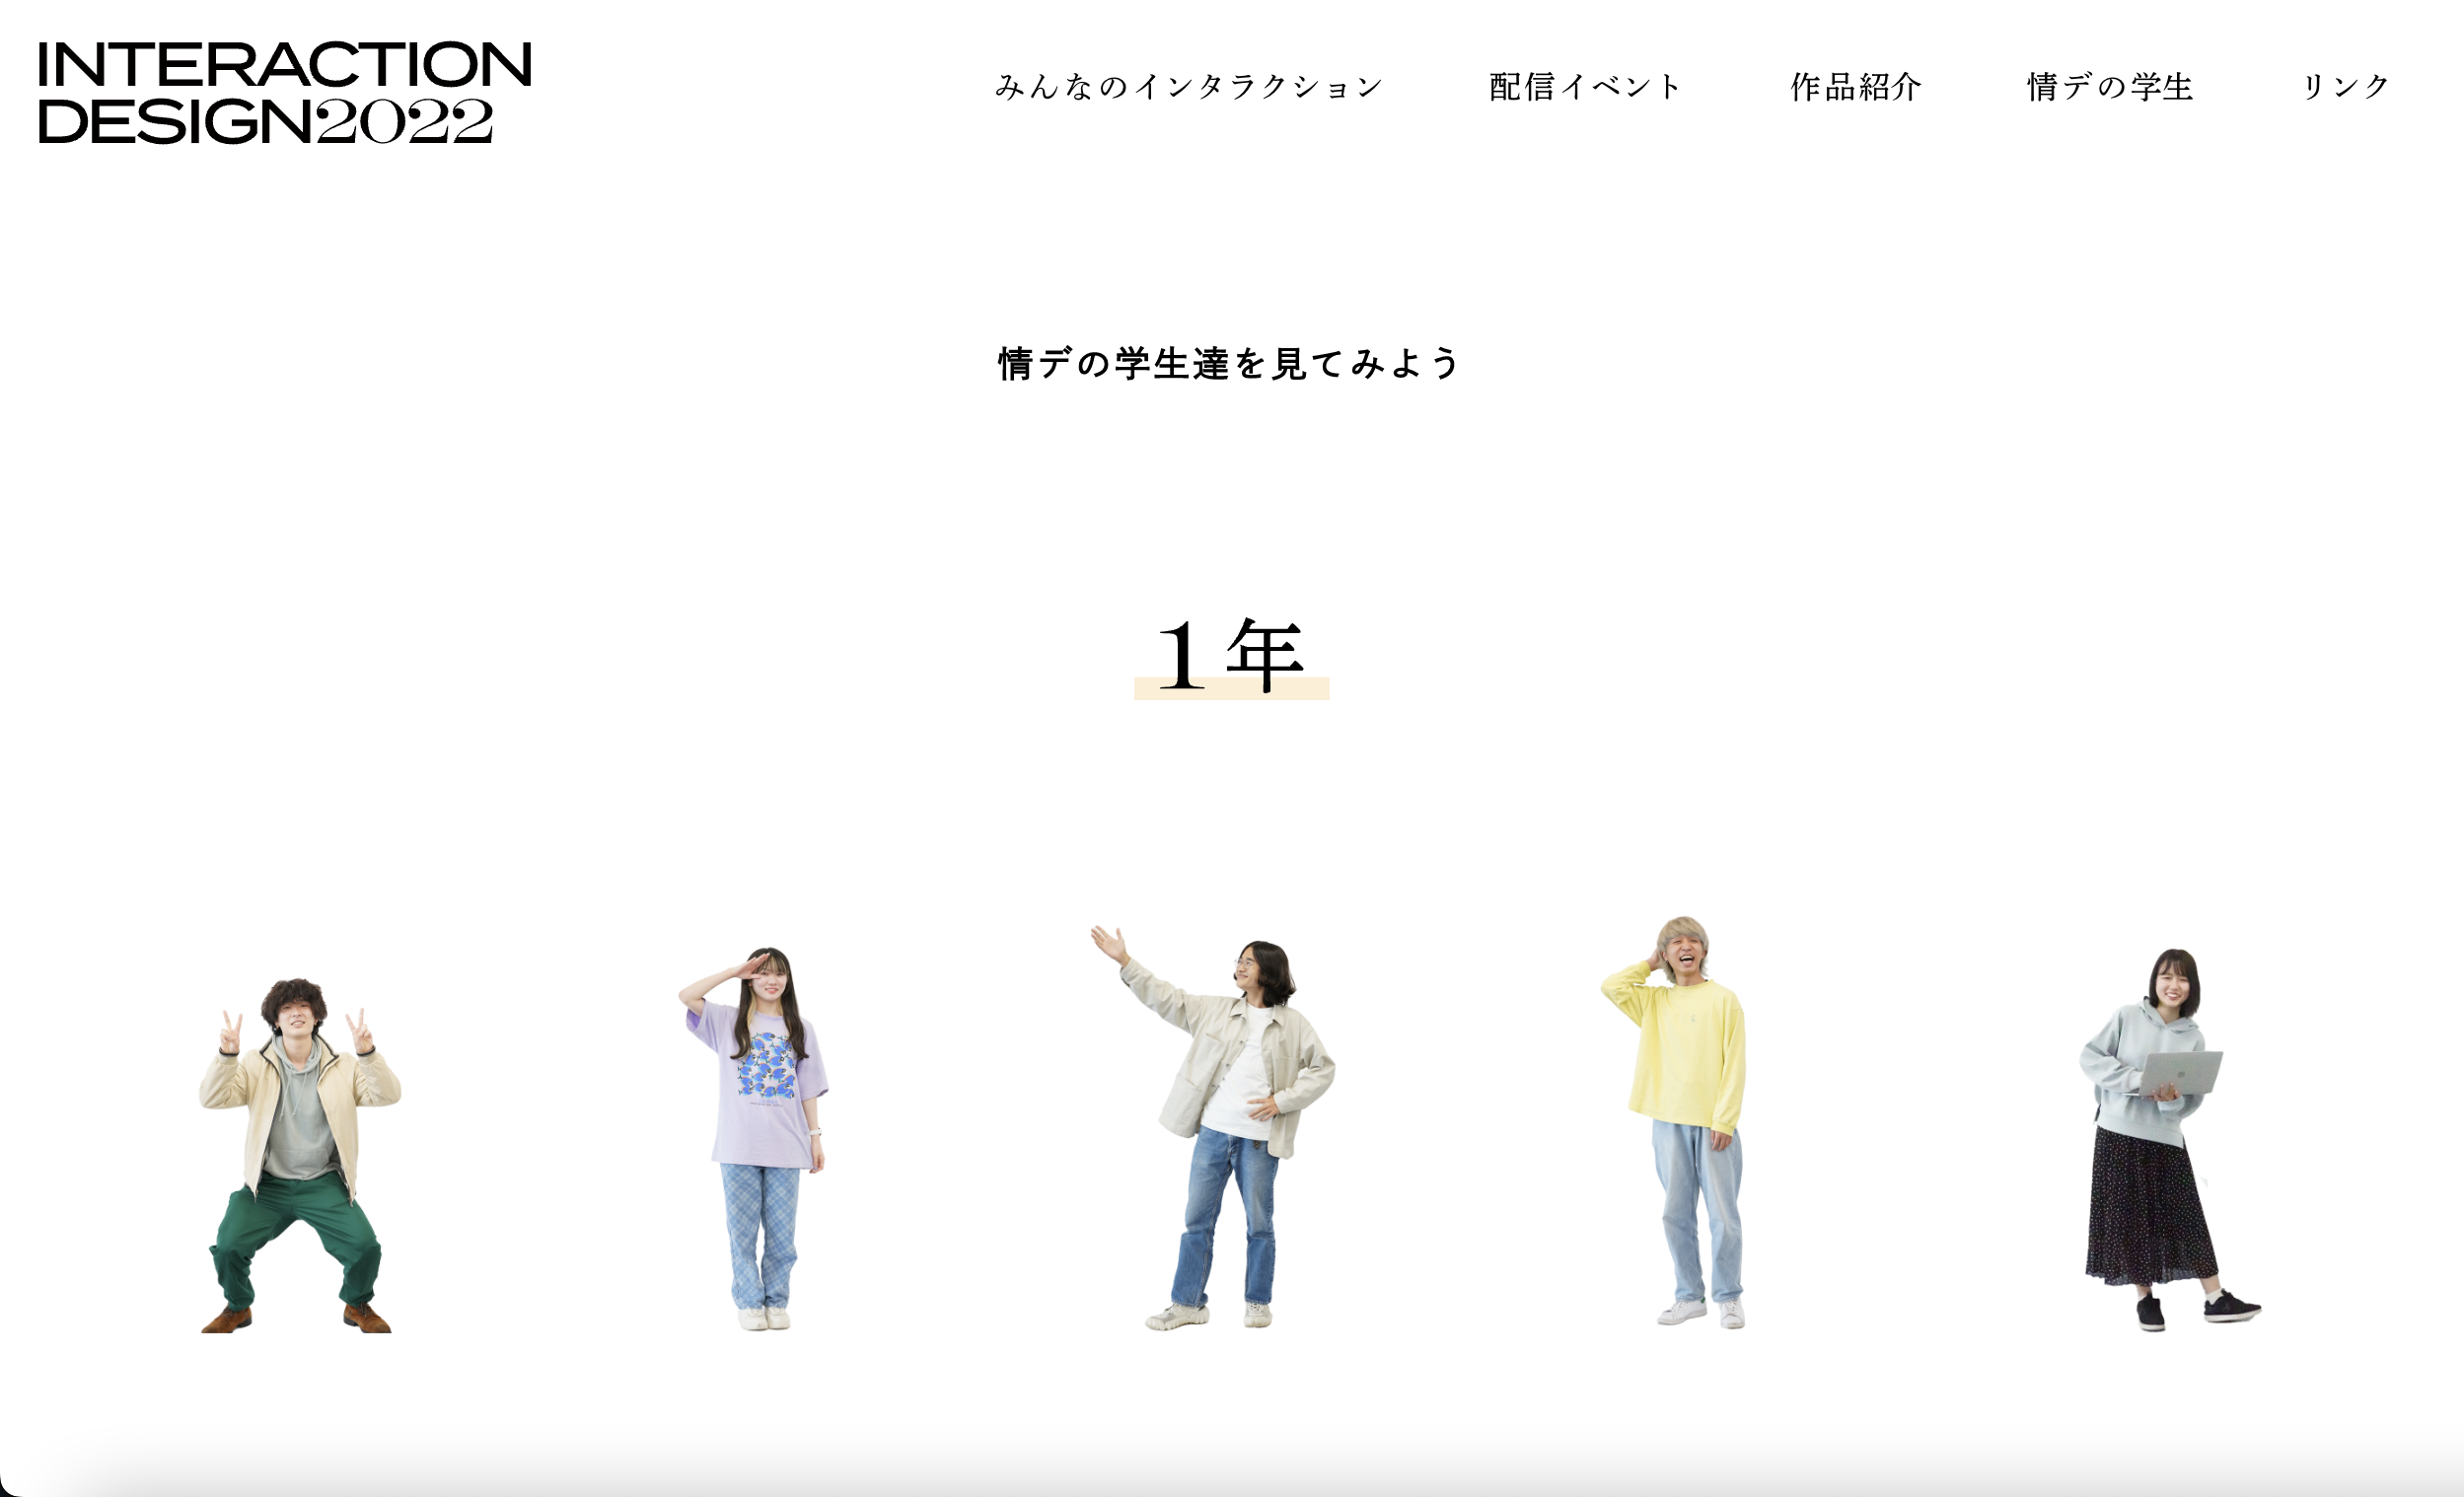 INTERACTION
DESIGN2022
みんなのインタラクション 配信イベント 作品紹介 情デの学生 リンク
情デの学生達を見てみよう
1年